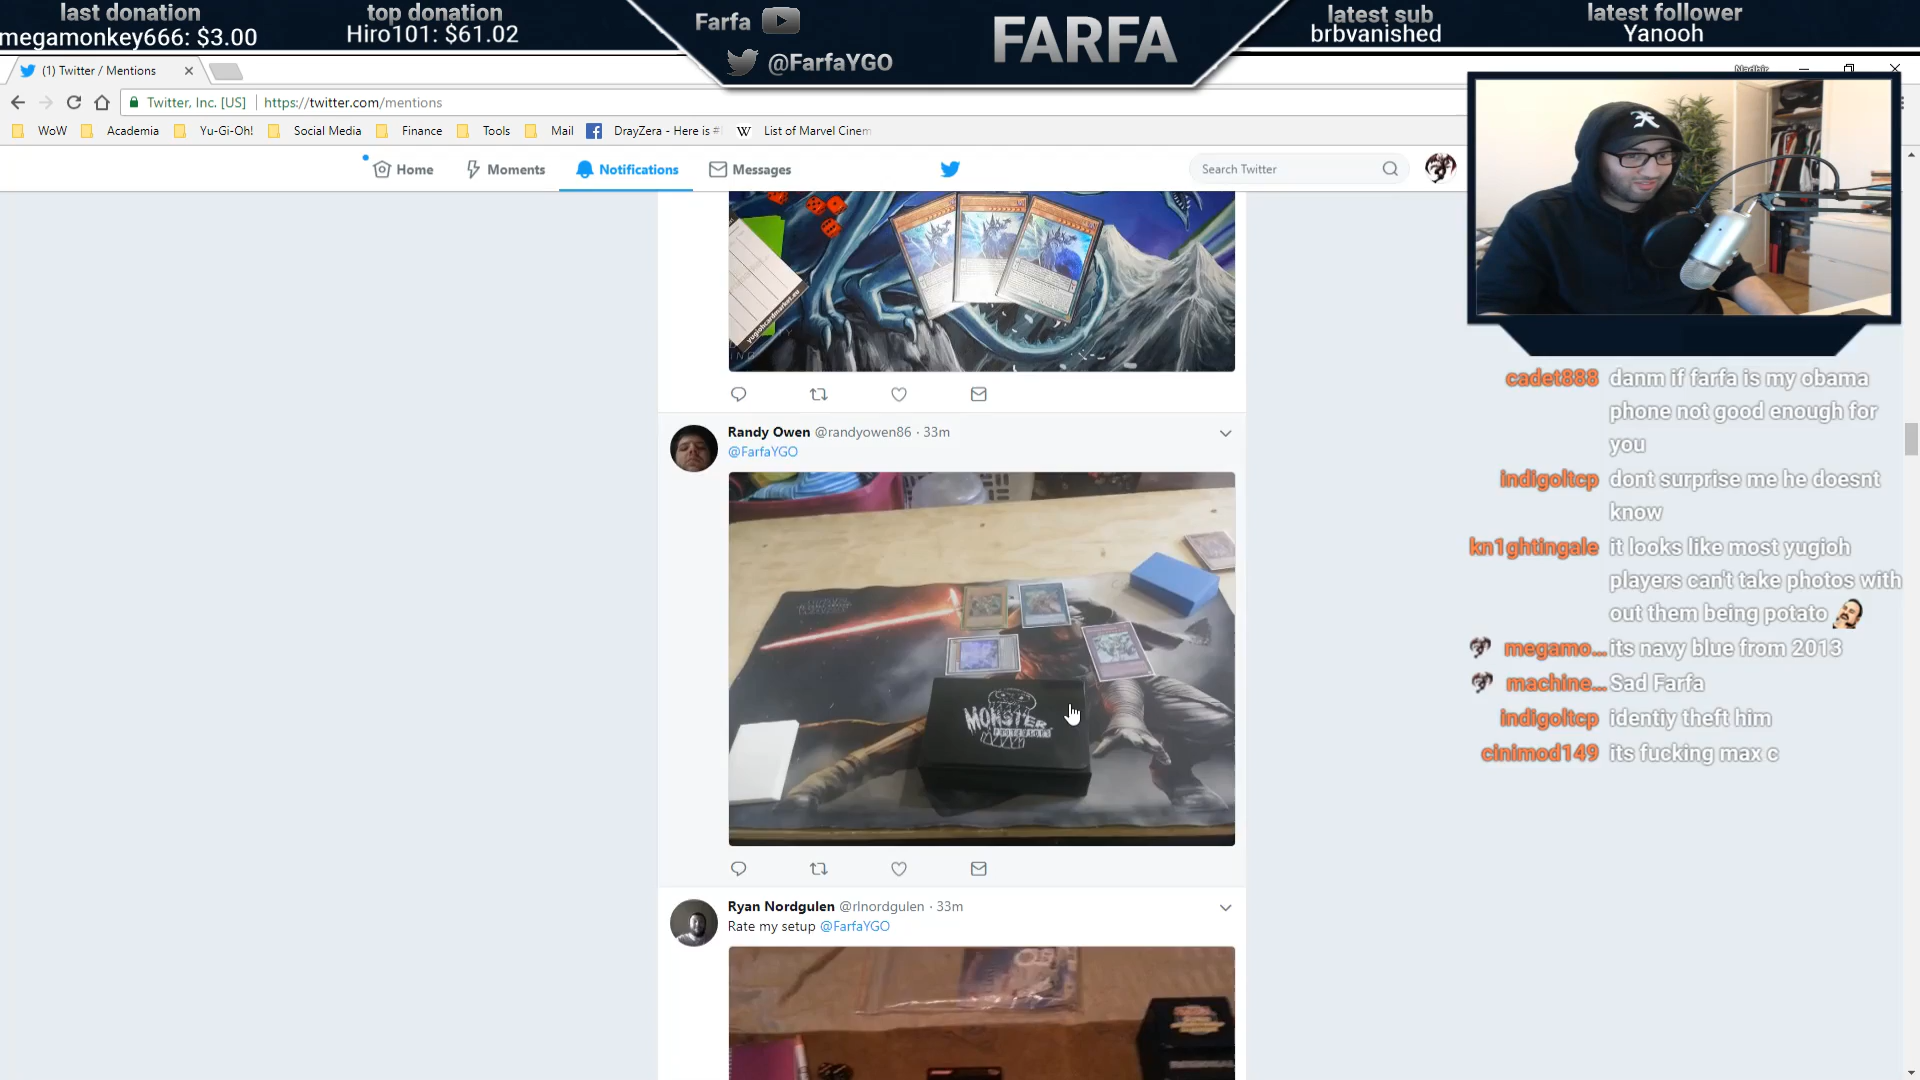 last donation
megamonkey666: $3.00
top donation
Hiro101: $61.02
Farfa
@FarfaYGO
FARFA
latest sub
brbvanished
latest follower
Yanooh
(1) Twitter / Mentions
Twitter, Inc. [US]
https://twitter.com/mentions
WoW
Academia
Yu-Gi-Oh!
Social Media
Finance
Tools
Mail
DrayZera - Here is #
List of Marvel Cinem
Home
Moments
Notifications
Messages
Search Twitter
yugiohcardmarket.eu
Randy Owen @randyowen86 · 33m
@FarfaYGO
MONSTER
PROTECTORS
Ryan Nordgulen @rlnordgulen · 33m
Rate my setup @FarfaYGO
cadet888 danm if farfa is my obama
phone not good enough for
you
indigoltcp dont surprise me he doesnt
know
kn1ghtingale it looks like most yugioh
players can't take photos with
out them being potato
megamo... its navy blue from 2013
machine... Sad Farfa
indigoltcp identiy theft him
cinimod149 its fucking max c